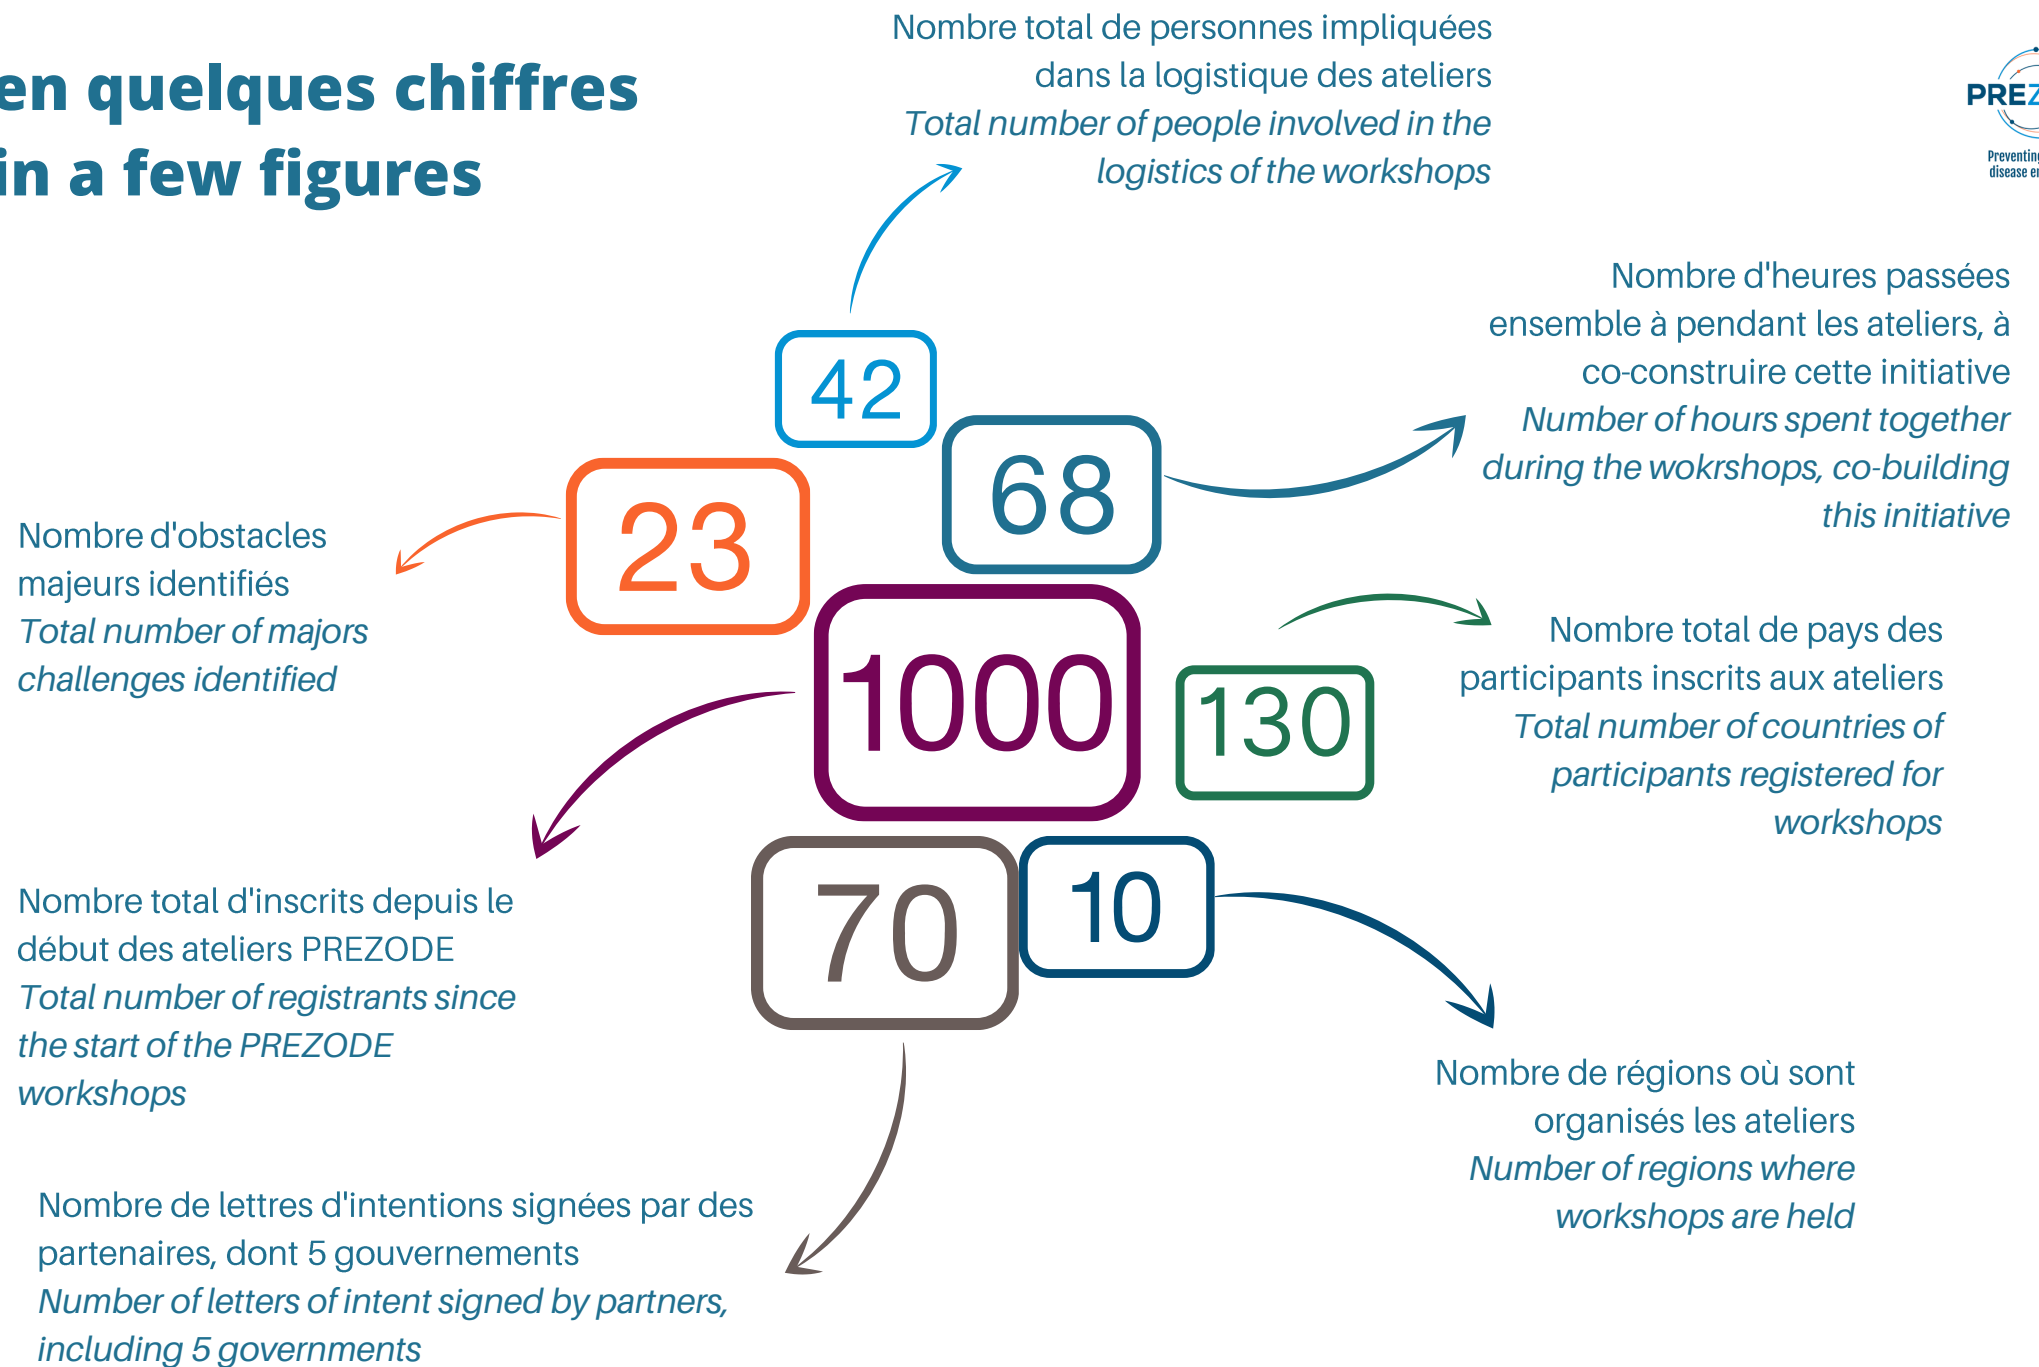 en quelques chiffres
in a few figures
Nombre total de personnes impliquées
dans la logistique des ateliers
Total number of people involved in the
logistics of the workshops
PREZ
Preventing
disease
42
68
Nombre d'heures passées
ensemble à pendant les ateliers, à
co-construire cette initiative
Number of hours spent together
during the wokrshops, co-building
this initiative
23
Nombre d'obstacles
majeurs identifiés
Total number of majors
challenges identified
1000
130
Nombre total de pays des
participants inscrits aux ateliers
Total number of countries of
participants registered for
workshops
Nombre total d'inscrits depuis le
début des ateliers PREZODE
Total number of registrants since
the start of the PREZODE
workshops
70
10
Nombre de régions où sont
organisés les ateliers
Number of regions where
workshops are held
Nombre de lettres d'intentions signées par des
partenaires, dont 5 gouvernements
Number of letters of intent signed by partners,
including 5 governments